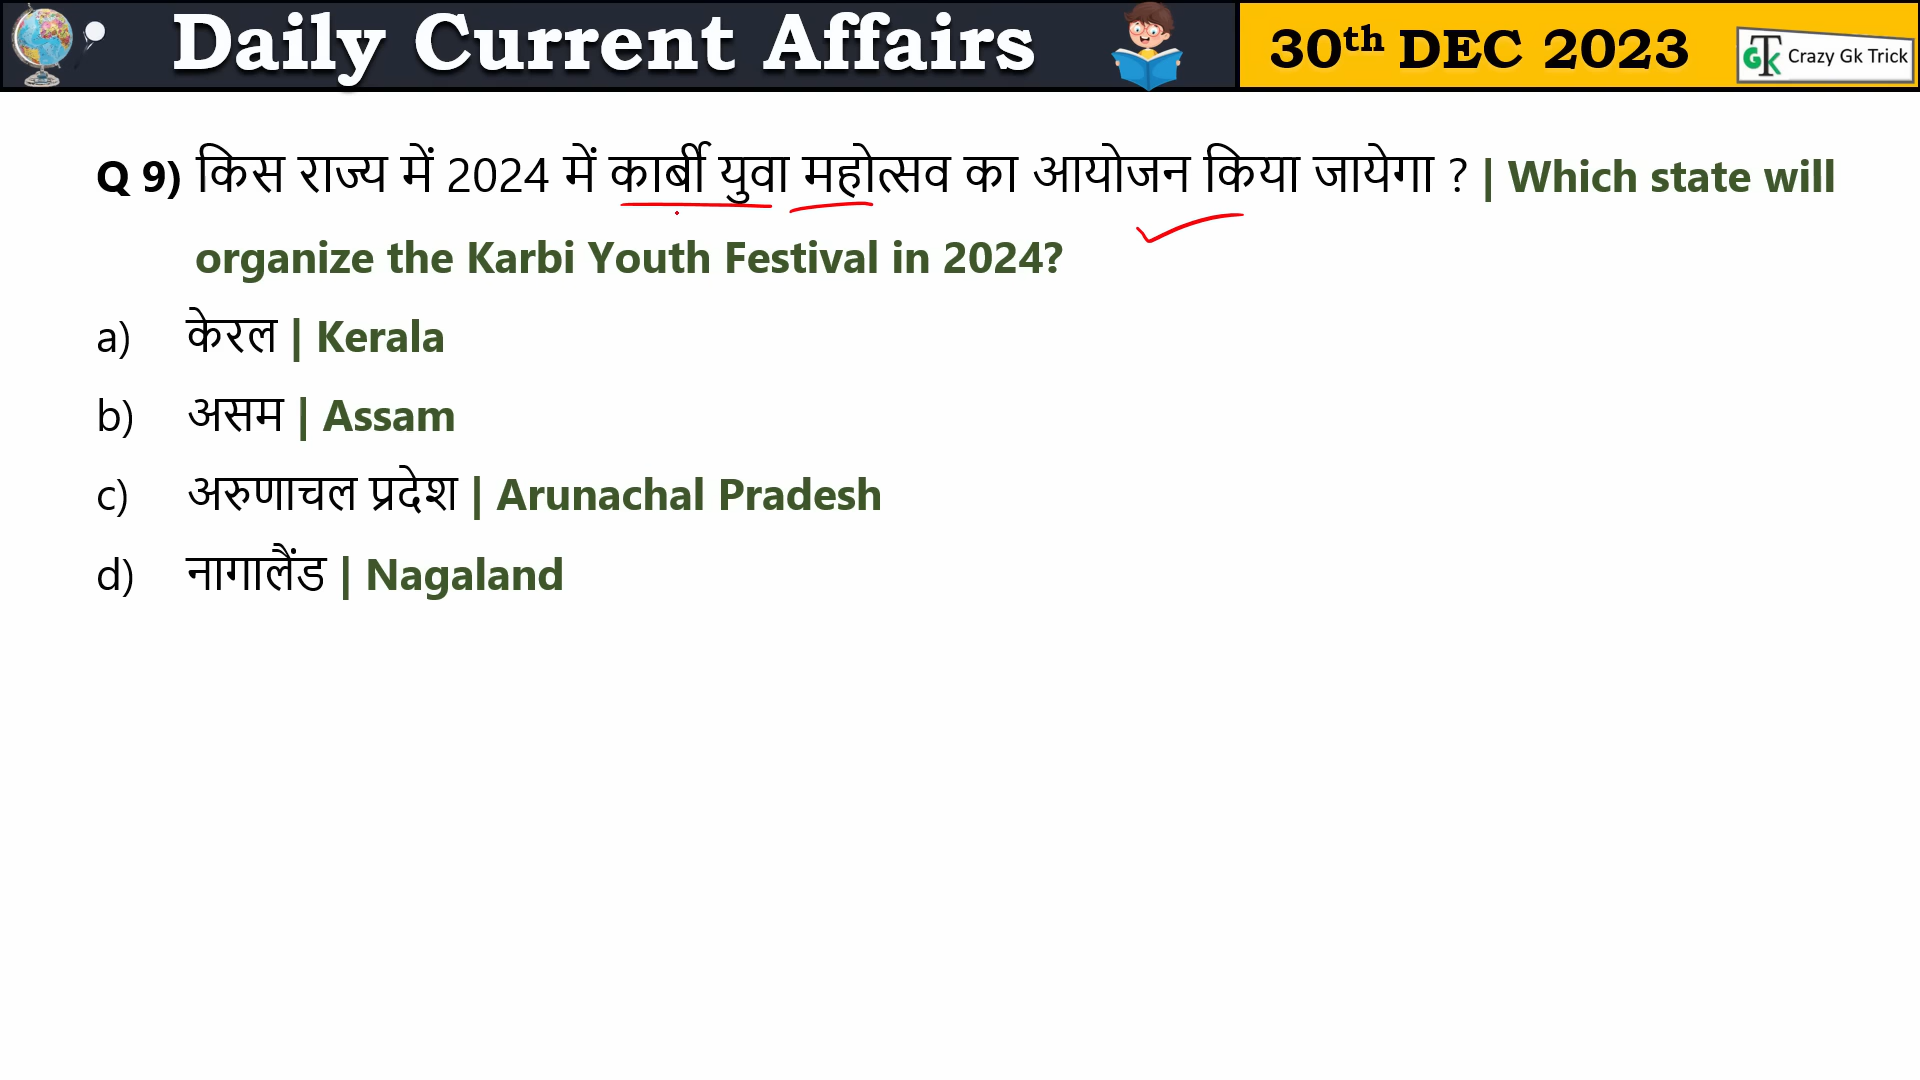 Daily Current Affairs
30th DEC 2023
GTK Crazy Gk Trick
Q 9) किस राज्य में 2024 में कार्बी युवा महोत्सव का आयोजन किया जायेगा ? | Which state will
organize the Karbi Youth Festival in 2024?
a) केरल | Kerala
b) असम | Assam
c) अरुणाचल प्रदेश | Arunachal Pradesh
d) नागालैंड | Nagaland